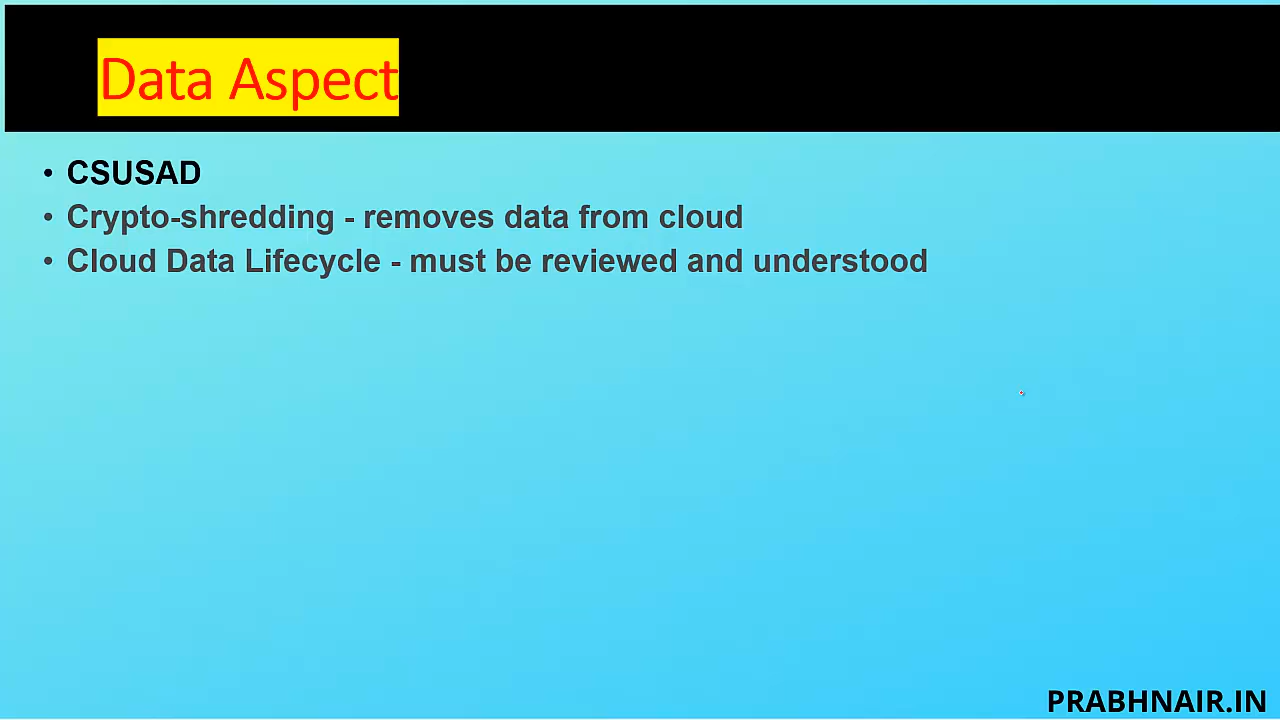 Data Aspect
• CSUSAD
• Crypto-shredding - removes data from cloud
• Cloud Data Lifecycle - must be reviewed and understood
PRABHNAIR.IN